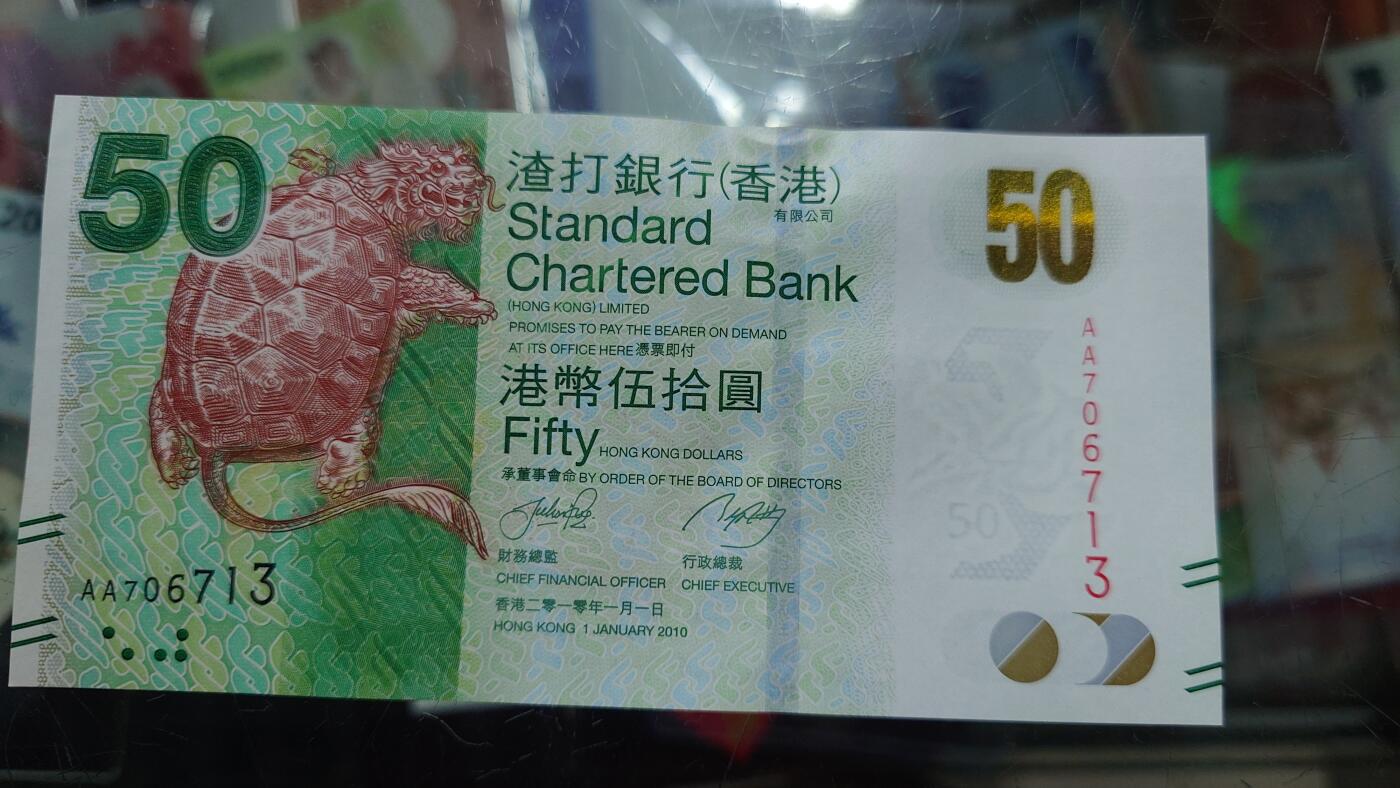 50
渣打銀行(香港)
有限公司
Standard
Chartered Bank
(HONG KONG) LIMITED
PROMISES TO PAY THE BEARER ON DEMAND
AT ITS OFFICE HERE 憑票即付
港幣伍拾圓
Fifty HONG KONG DOLLARS
承董事會命 BY ORDER OF THE BOARD OF DIRECTORS
財務總監
CHIEF FINANCIAL OFFICER
行政總裁
CHIEF EXECUTIVE
香港二零一零年一月一日
HONG KONG 1 JANUARY 2010
AA706713
50
AA706713
50
20